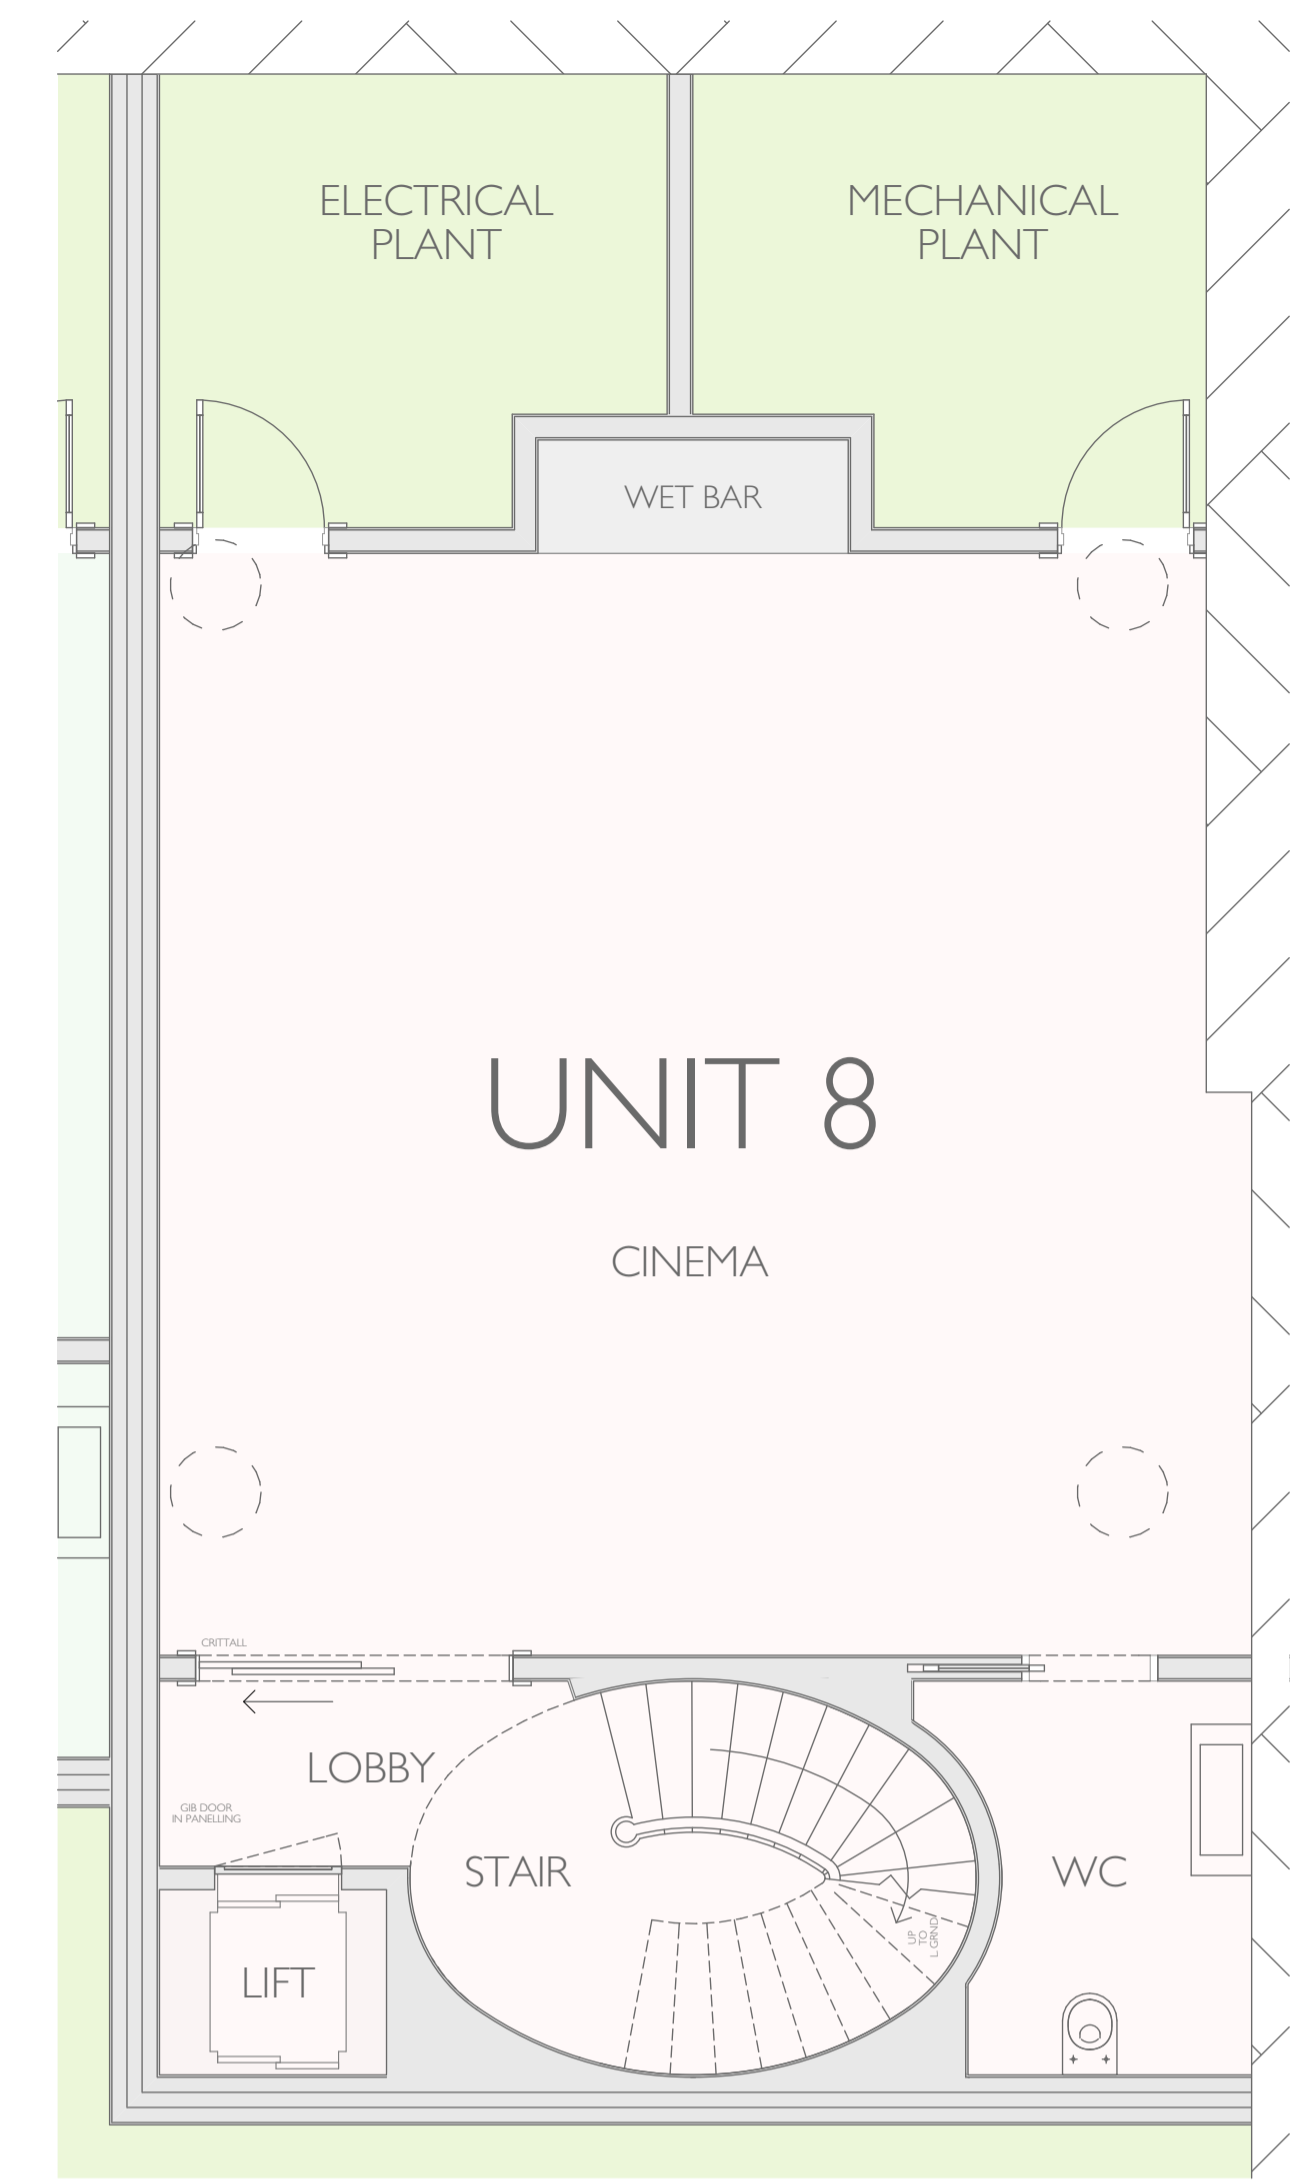 ELECTRICAL
PLANT
MECHANICAL
PLANT
WET BAR
UNIT 8
CINEMA
CRITTALL
LOBBY
GIB DOOR
IN PANELLING
STAIR
WC
UP
TO
L. GRND
LIFT